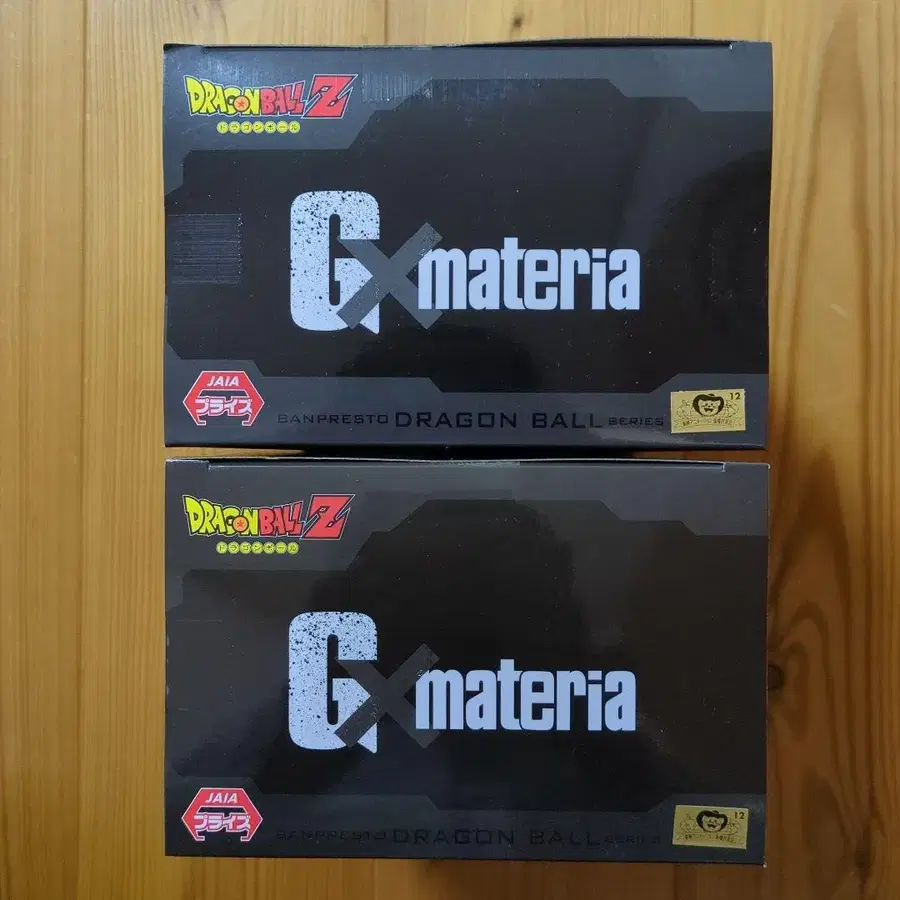 DRAGON BALL Z
ドラゴンボール
G×materia
JAIA
プライズ
BANPRESTO DRAGON BALL SERIES
12
DRAGON BALL Z
ドラゴンボール
G×materia
JAIA
プライズ
BANPRESTO DRAGON BALL SERIES
12